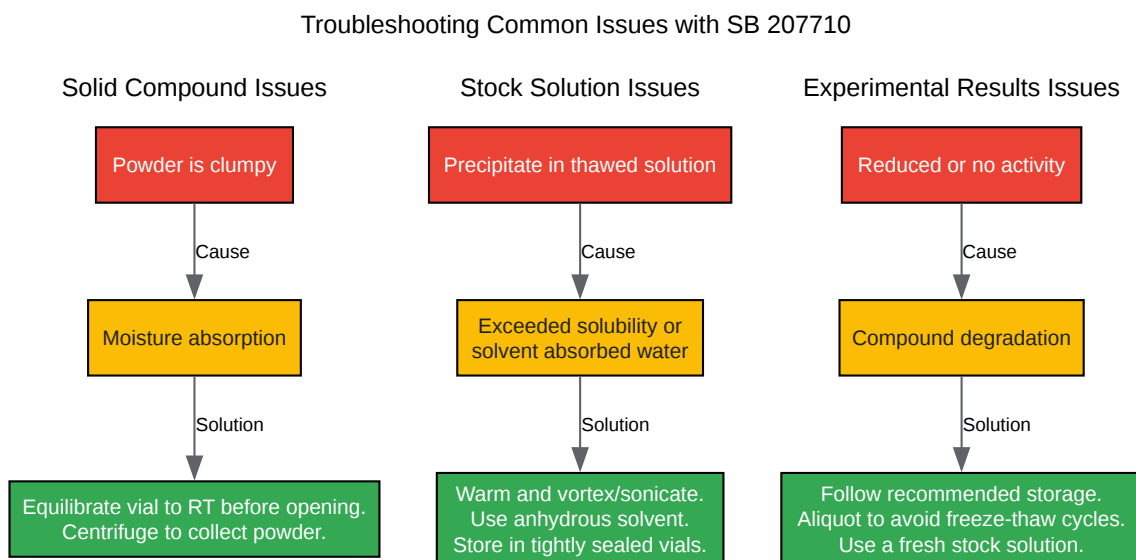 Troubleshooting Common Issues with SB 207710
Solid Compound Issues
Powder is clumpy
Cause
Moisture absorption
Solution
Equilibrate vial to RT before opening.
Centrifuge to collect powder.
Stock Solution Issues
Precipitate in thawed solution
Cause
Exceeded solubility or
solvent absorbed water
Solution
Warm and vortex/sonicate.
Use anhydrous solvent.
Store in tightly sealed vials.
Experimental Results Issues
Reduced or no activity
Cause
Compound degradation
Solution
Follow recommended storage.
Aliquot to avoid freeze-thaw cycles.
Use a fresh stock solution.